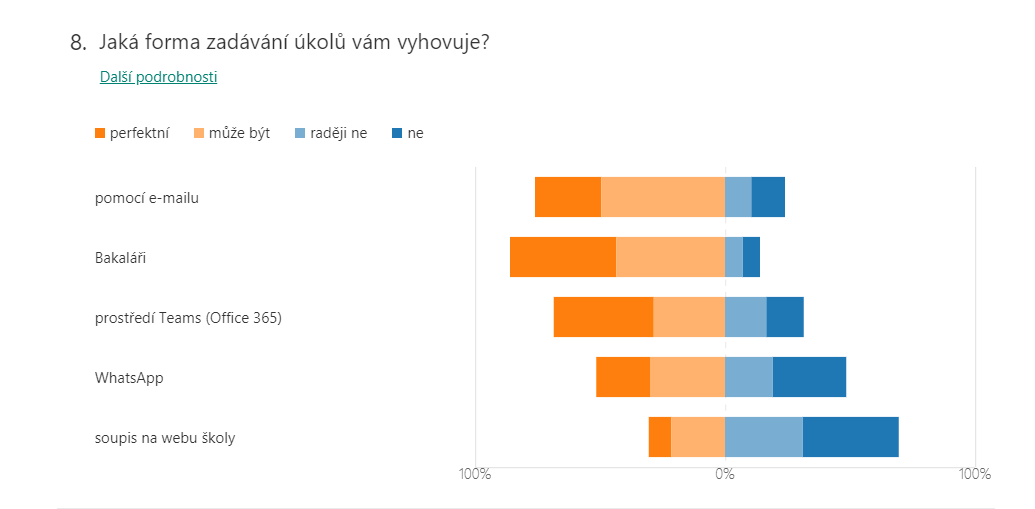 8. Jaká forma zadávání úkolů vám vyhovuje?
Další podrobnosti
perfektní může být raději ne ne
pomocí e-mailu
Bakaláři
prostředí Teams (Office 365)
WhatsApp
soupis na webu školy
100% 0% 100%